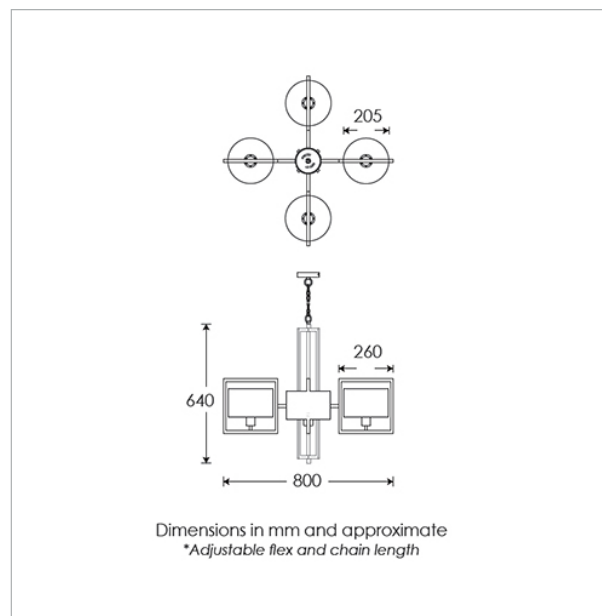 205
260
640
800
Dimensions in mm and approximate
*Adjustable flex and chain length